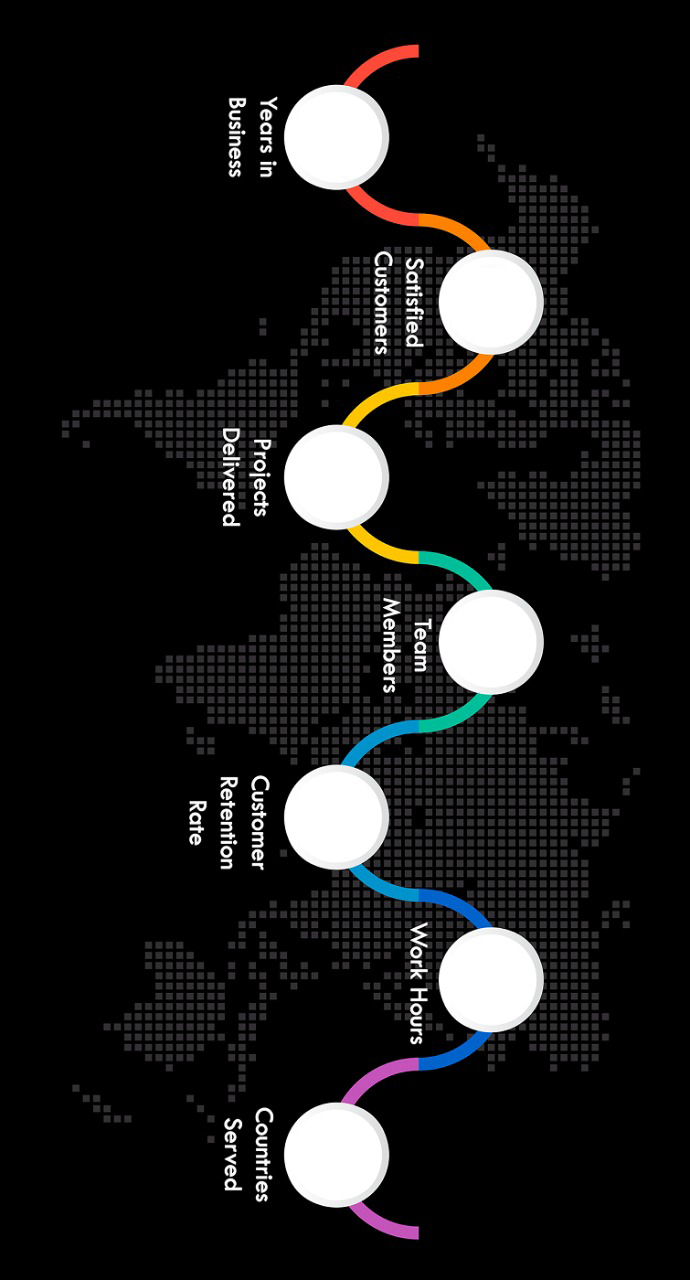 Years in
Business
Satisfied
Customers
Projects
Delivered
Team
Members
Customer
Retention
Rate
Work Hours
Countries
Served